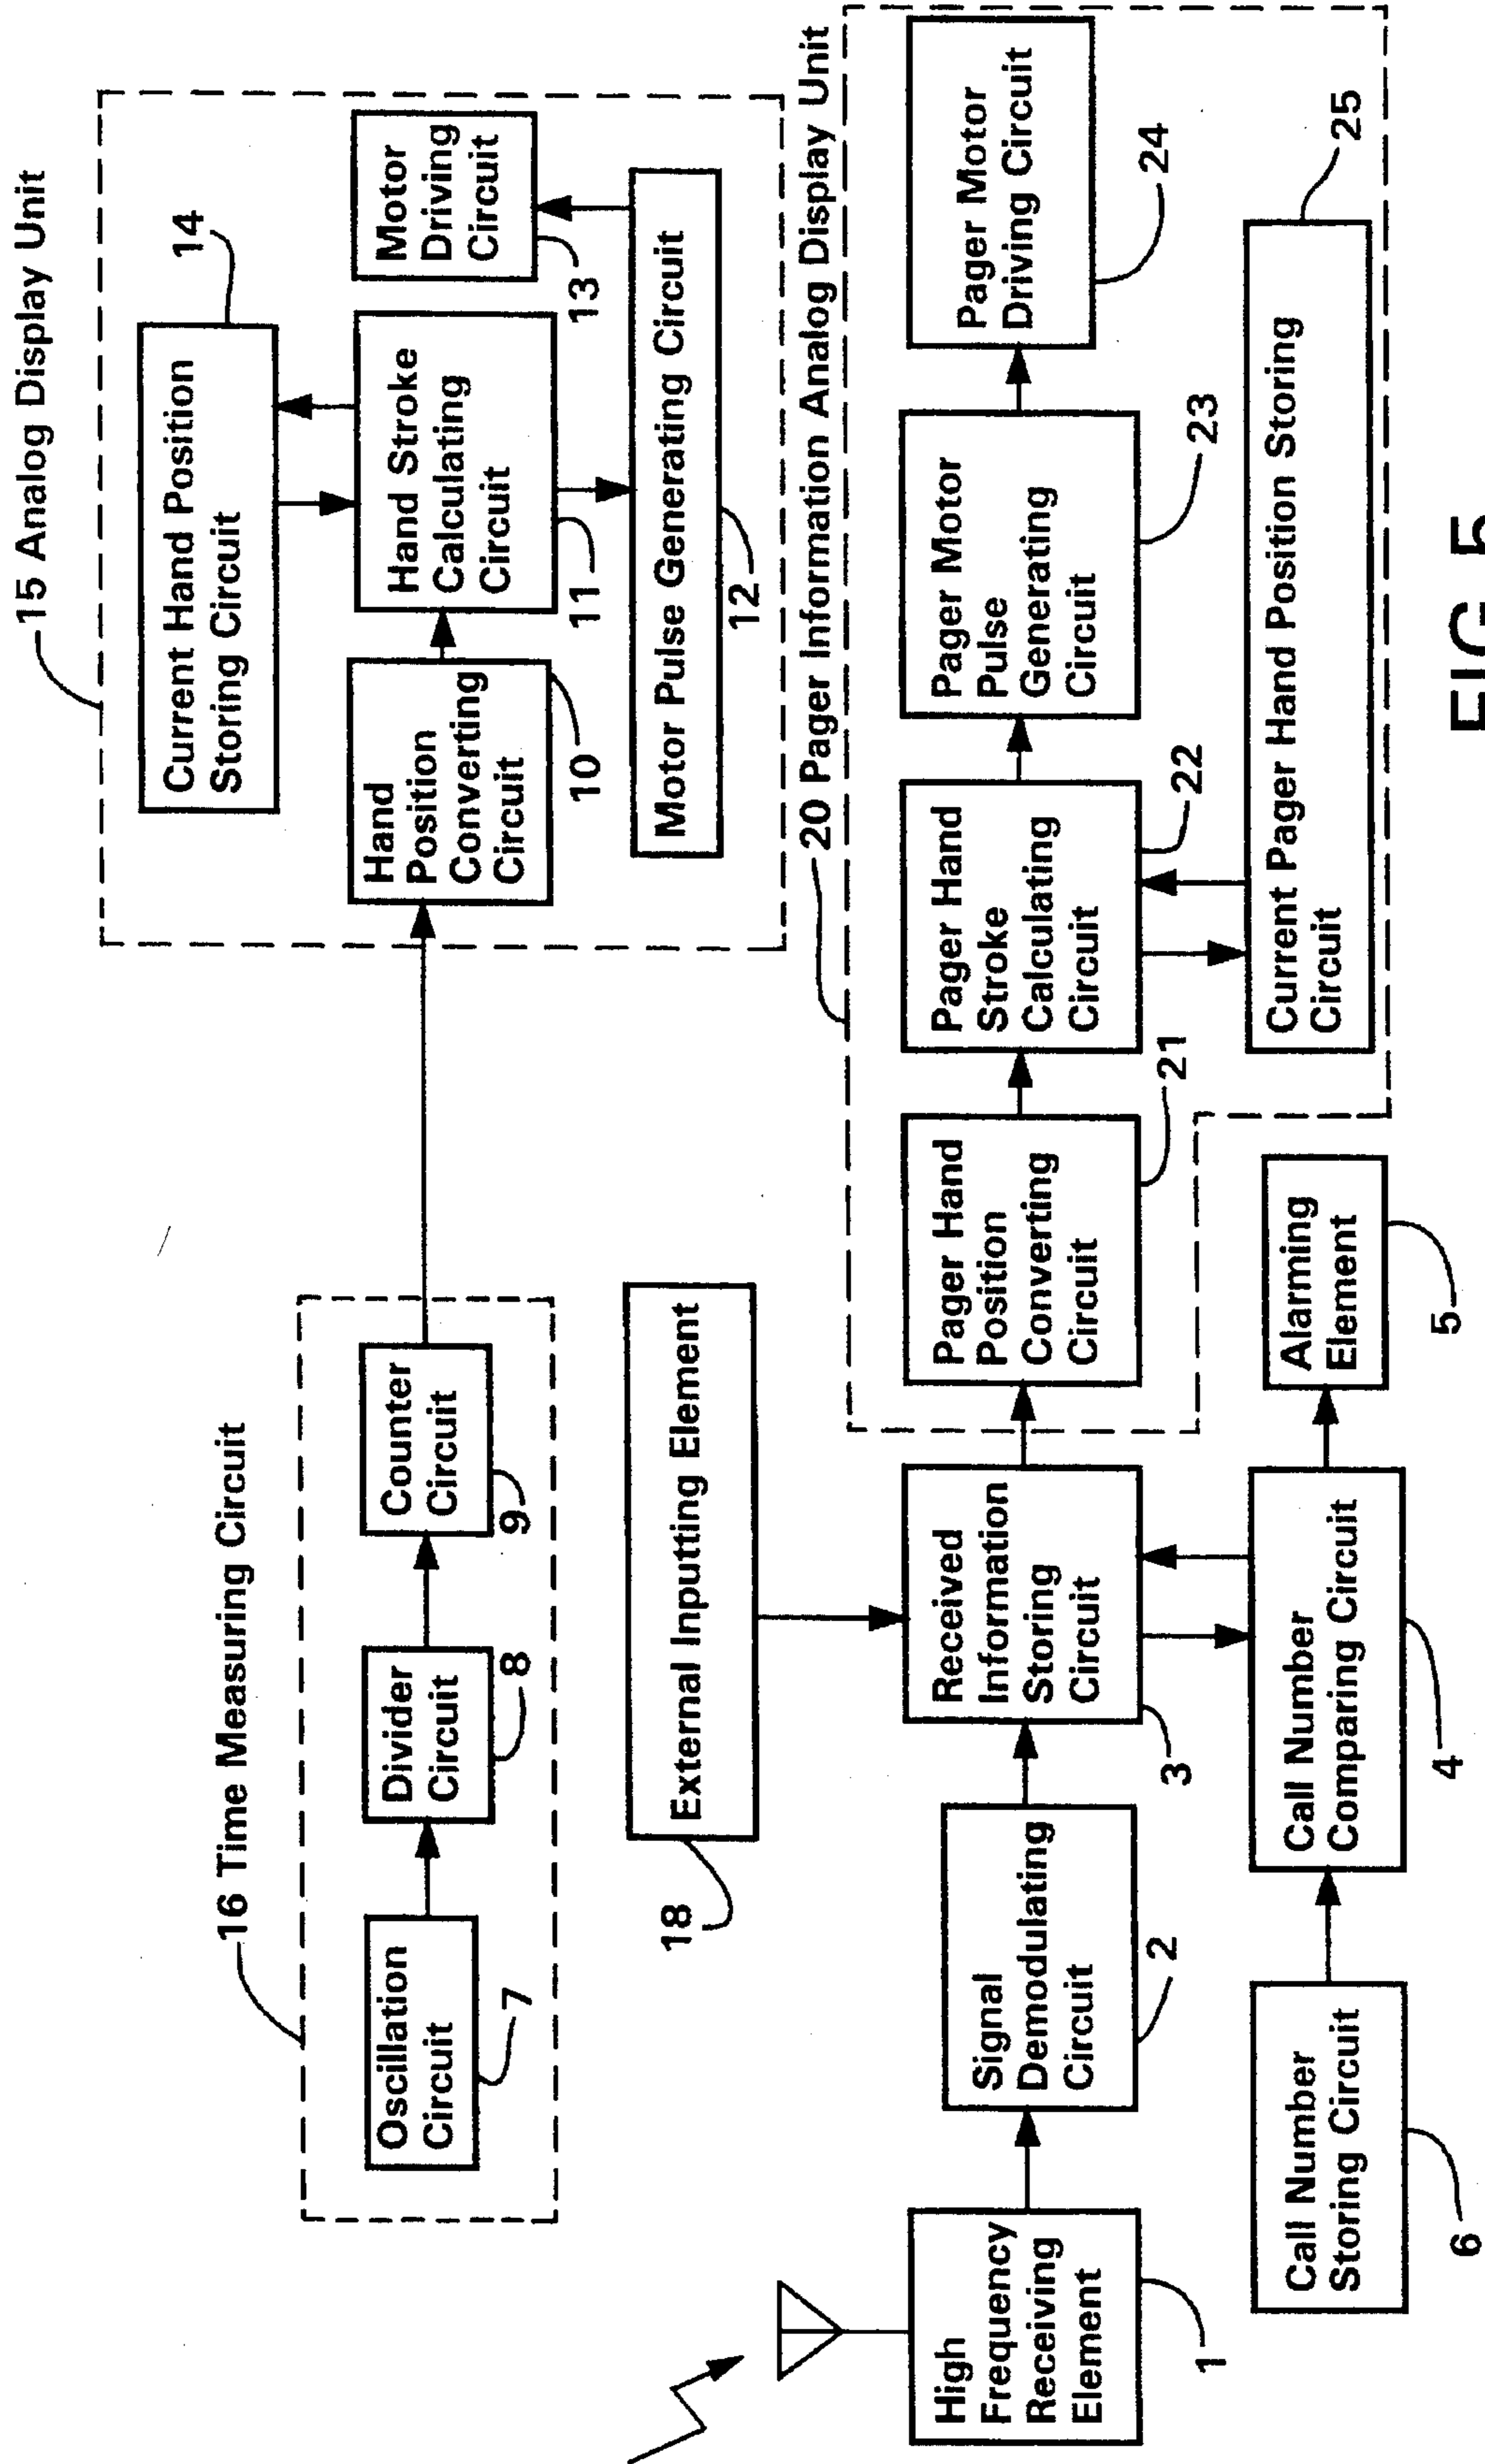 15 Analog Display Unit
Current Hand Position
Storing Circuit
14
16 Time Measuring Circuit
Oscillation
Circuit
7
Divider
Circuit
8
Counter
Circuit
9
Hand
Position
Converting
Circuit
10
Hand Stroke
Calculating
Circuit
11
Motor
Driving
Circuit
13
Motor Pulse Generating Circuit
12
External Inputting Element
18
20 Pager Information Analog Display Unit
High
Frequency
Receiving
Element
1
Signal
Demodulating
Circuit
2
Received
Information
Storing
Circuit
3
Pager Hand
Position
Converting
Circuit
21
Pager Hand
Stroke
Calculating
Circuit
22
Pager Motor
Pulse
Generating
Circuit
23
Pager Motor
Driving Circuit
24
Call Number
Storing Circuit
6
Call Number
Comparing Circuit
4
Alarming
Element
5
Current Pager Hand Position Storing
Circuit
25
FIG. 5